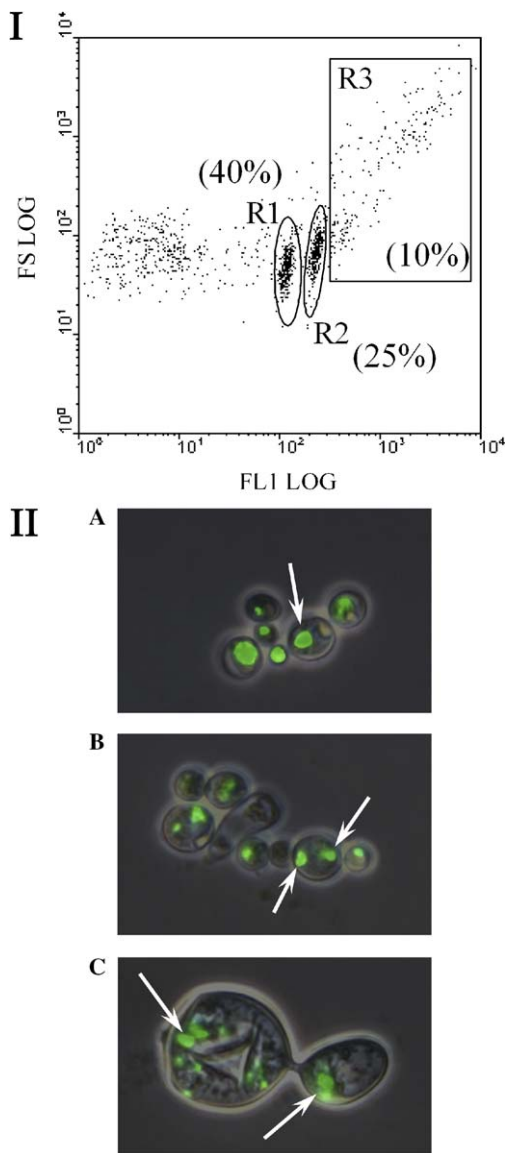 I
10⁴
10³
10²
10¹
10⁰
FS LOG
R3
(40%)
R1
(10%)
R2
(25%)
10⁰ 10¹ 10² 10³ 10⁴
FL1 LOG
II
A
B
C